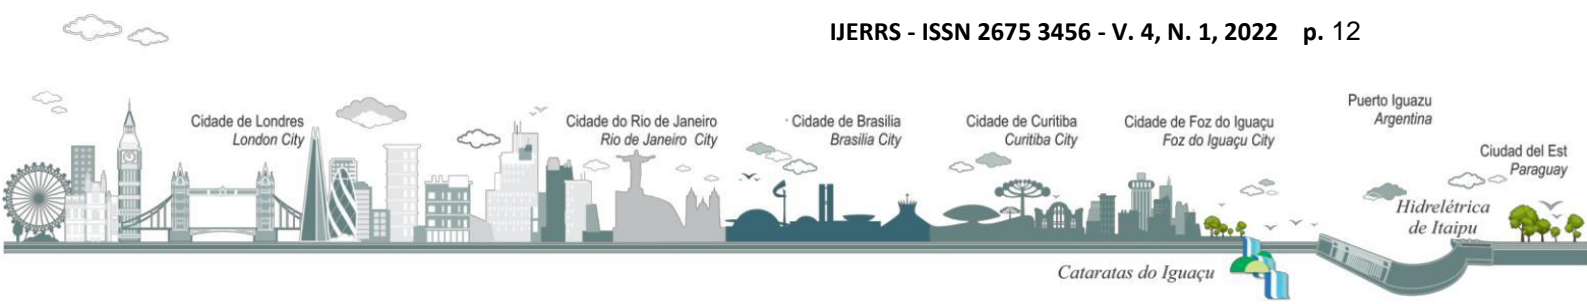 IJERRS - ISSN 2675 3456 - V. 4, N. 1, 2022 p. 12
Cidade de Londres
London City
Cidade do Rio de Janeiro
Rio de Janeiro City
Cidade de Brasilia
Brasilia City
Cidade de Curitiba
Curitiba City
Cidade de Foz do Iguaçu
Foz do Iguaçu City
Puerto Iguazu
Argentina
Ciudad del Est
Paraguay
Hidrelétrica
de Itaipu
Cataratas do Iguaçu